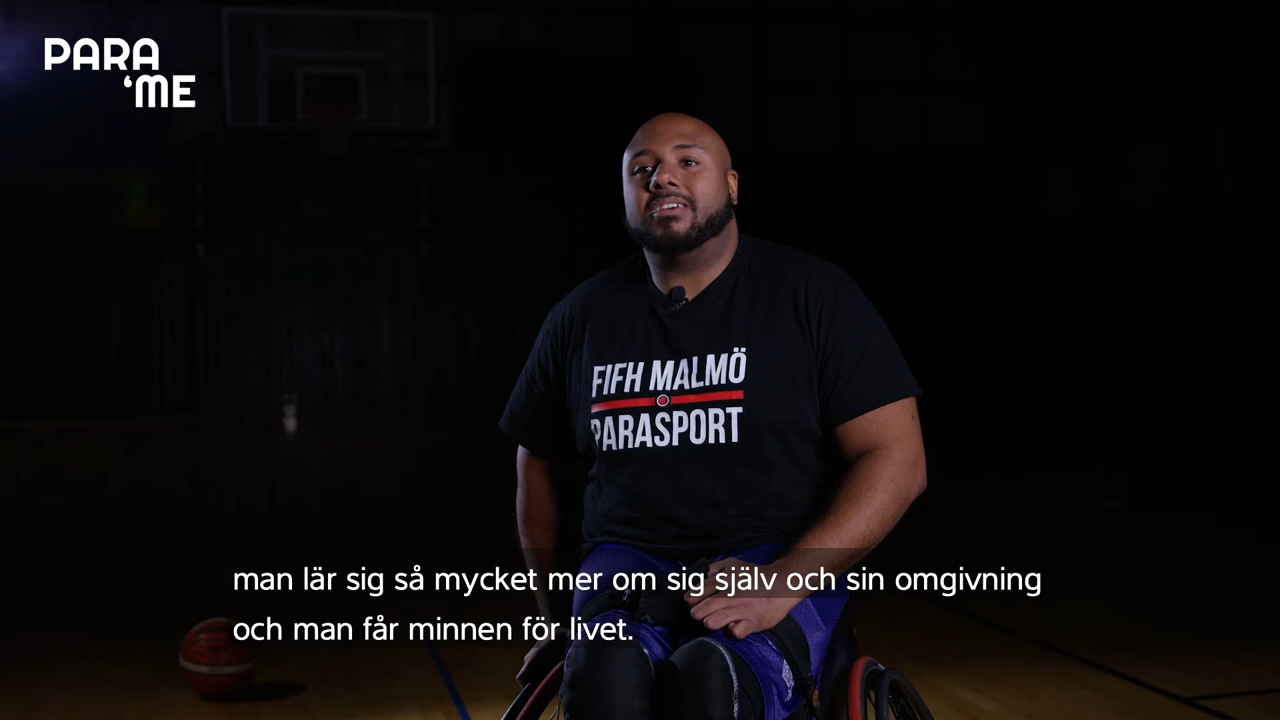 PARA
‘ME
FIFH MALMÖ
PARASPORT
man lär sig så mycket mer om sig själv och sin omgivning
och man får minnen för livet.